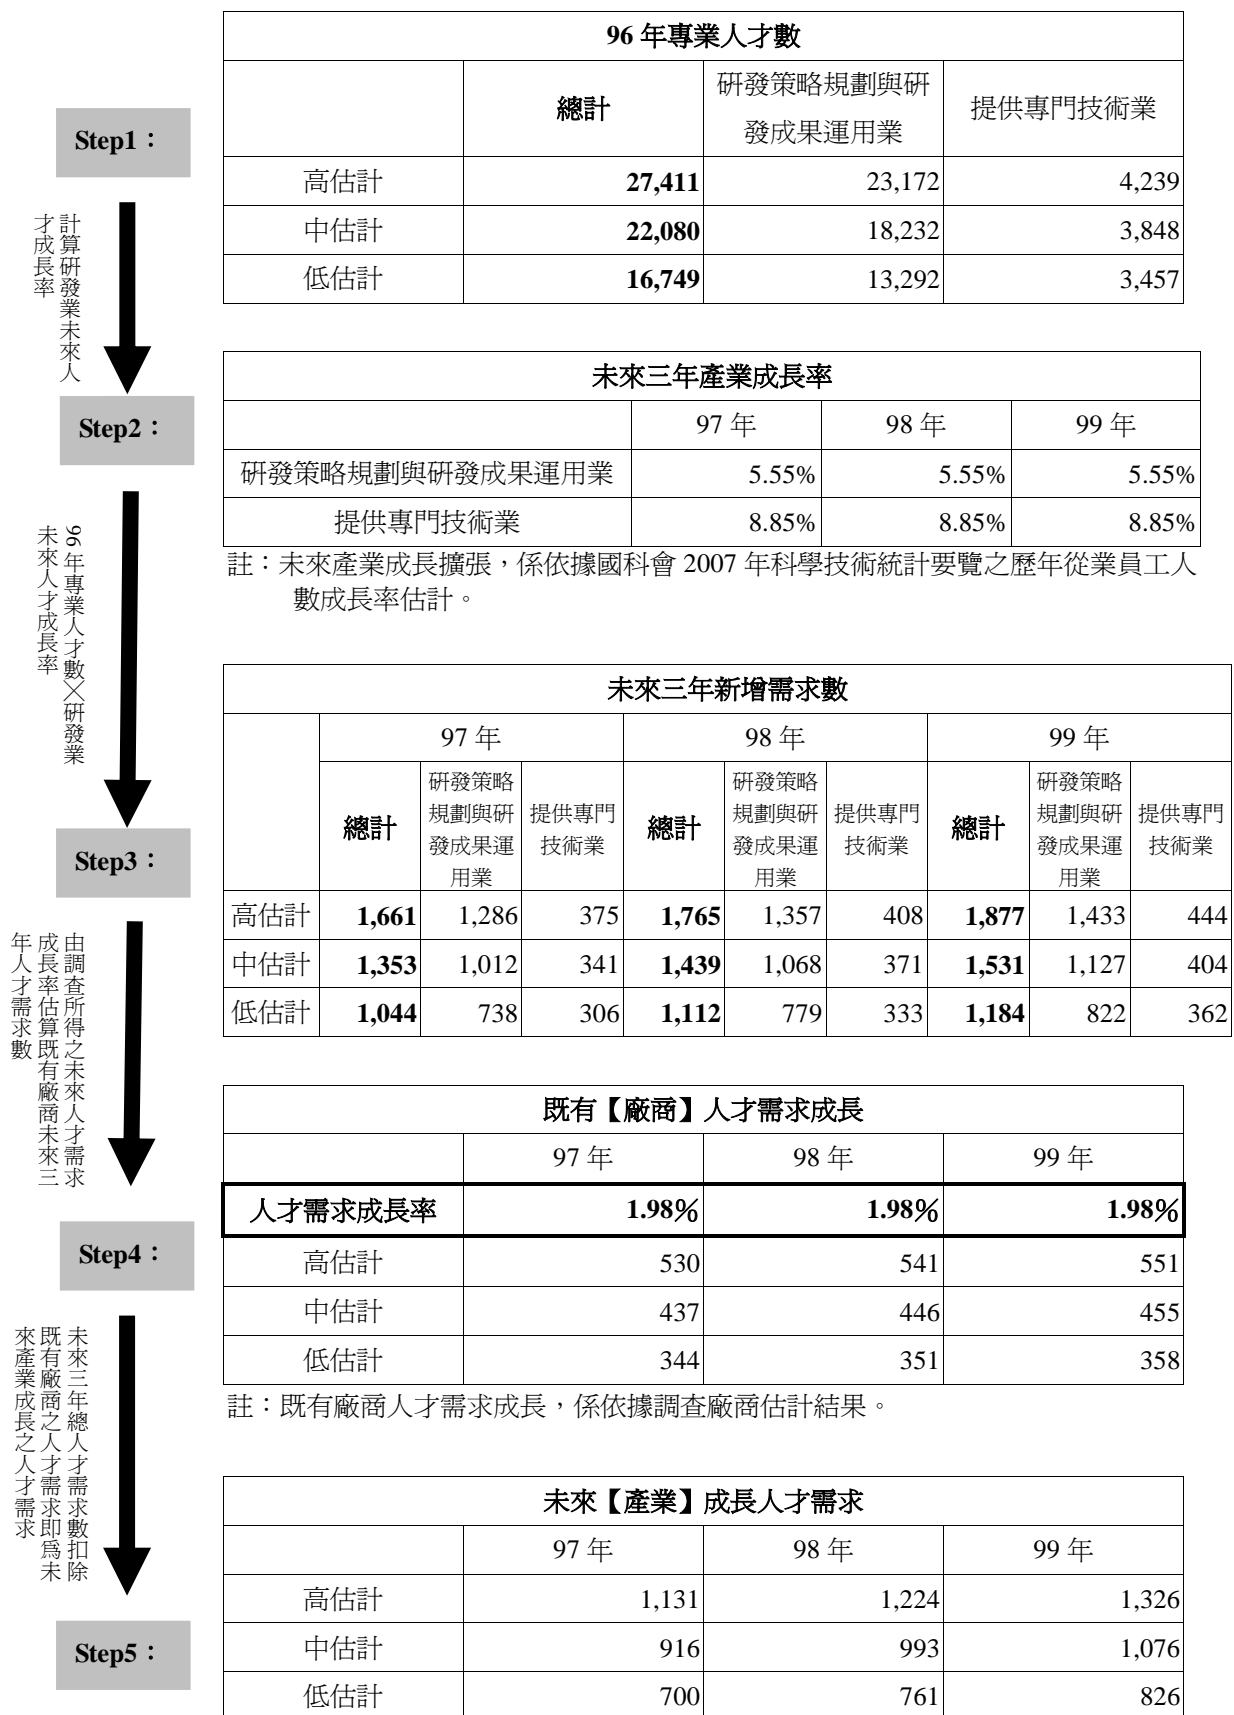 96 年專業人才數
總計 研發策略規劃與研 提供專門技術業
發成果運用業
Step1：
高估計 27,411 23,172 4,239
中估計 22,080 18,232 3,848
低估計 16,749 13,292 3,457
計算研發業未來人
才成長率
未來三年產業成長率
Step2：
97 年 98 年 99 年
研發策略規劃與研發成果運用業 5.55% 5.55% 5.55%
提供專門技術業 8.85% 8.85% 8.85%
註：未來產業成長擴張，係依據國科會 2007 年科學技術統計要覽之歷年從業員工人
數成長率估計。
96 年專業人才數╳研發業
未來人才成長率
未來三年新增需求數
97 年 98 年 99 年
總計 研發策略 提供專門 總計 研發策略 提供專門 總計 研發策略 提供專門
規劃與研 技術業 規劃與研 技術業 規劃與研 技術業
發成果運 發成果運 發成果運
用業 用業 用業
Step3：
高估計 1,661 1,286 375 1,765 1,357 408 1,877 1,433 444
中估計 1,353 1,012 341 1,439 1,068 371 1,531 1,127 404
低估計 1,044 738 306 1,112 779 333 1,184 822 362
由調查所得之未來人才需求
成長率估算既有廠商未來三
年人才需求數
既有【廠商】人才需求成長
97 年 98 年 99 年
人才需求成長率 1.98% 1.98% 1.98%
Step4：
高估計 530 541 551
中估計 437 446 455
低估計 344 351 358
註：既有廠商人才需求成長，係依據調查廠商估計結果。
未來三年總人才需求數扣除
既有廠商之人才需求即為未
來產業成長之人才需求
未來【產業】成長人才需求
97 年 98 年 99 年
高估計 1,131 1,224 1,326
Step5：
中估計 916 993 1,076
低估計 700 761 826